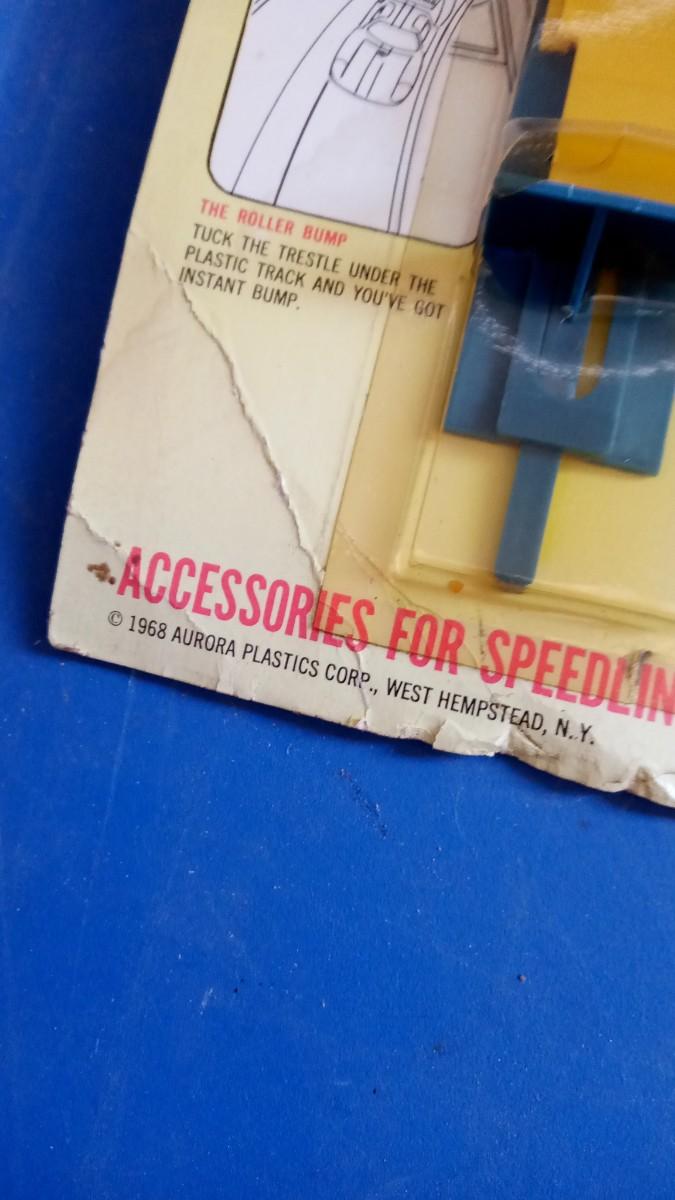 THE ROLLER BUMP
TUCK THE TRESTLE UNDER THE
PLASTIC TRACK AND YOU'VE GOT
INSTANT BUMP.
ACCESSORIES FOR SPEEDLIN
© 1968 AURORA PLASTICS CORP., WEST HEMPSTEAD, N.Y.